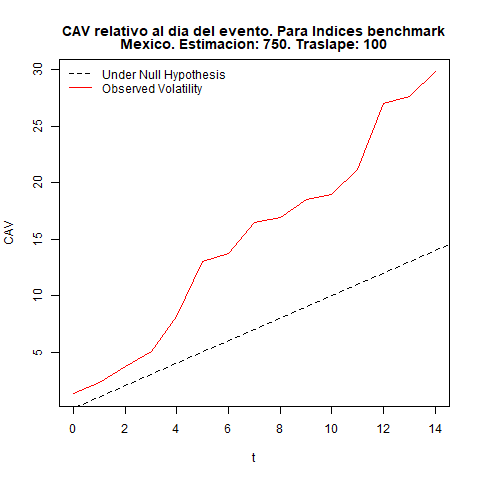 CAV relativo al dia del evento. Para Indices benchmark
Mexico. Estimacion: 750. Traslape: 100
Under Null Hypothesis
Observed Volatility
CAV
30
25
20
15
10
5
0 2 4 6 8 10 12 14
t